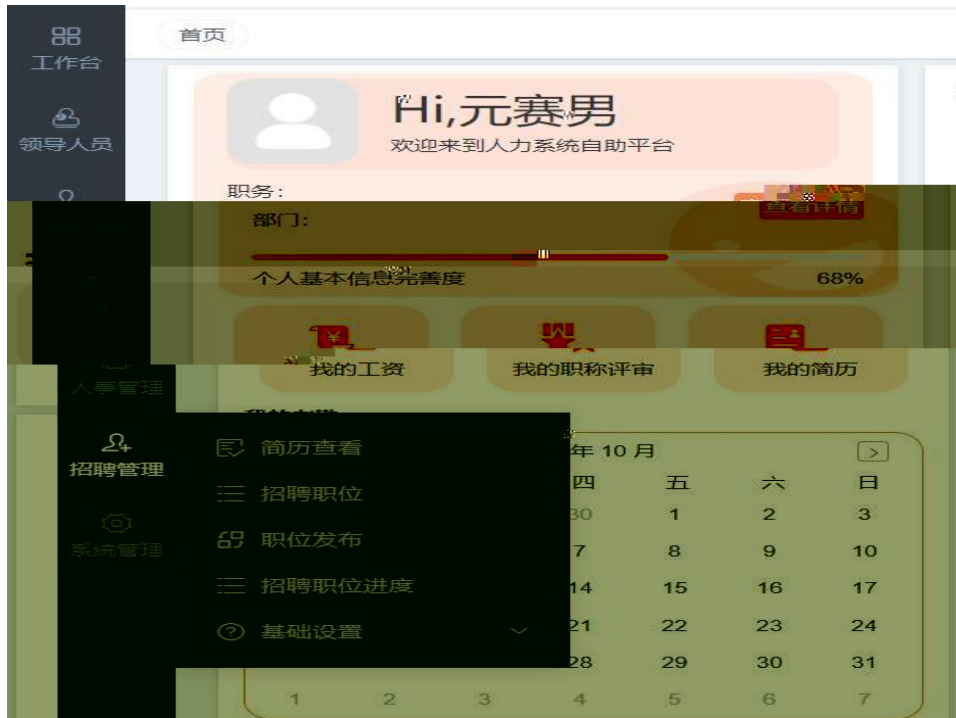 首页
工作台
Hi,元赛男
欢迎来到人力系统自助平台
领导人员
职务:
查看详情
部门:
个人基本信息完善度 68%
我的工资 我的职称评审 我的简历
人事管理
招聘管理
系统管理
简历查看
招聘职位
职位发布
招聘职位进度
基础设置
年 10 月
四 五 六 日
30 1 2 3
7 8 9 10
14 15 16 17
21 22 23 24
28 29 30 31
1 2 3 4 5 6 7